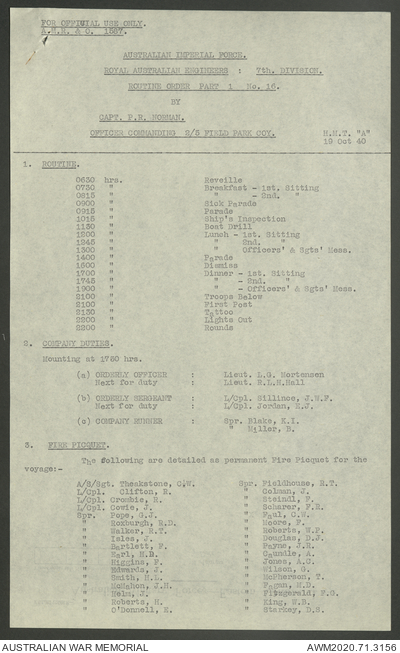 FOR OFFICIAL USE ONLY.
A.N.R. & O. 1587.
AUSTRALIAN IMPERIAL FORCE.
ROYAL AUSTRALIAN ENGINEERS : 7th. DIVISION.
ROUTINE ORDER PART 1 No. 16.
BY
CAPT. P.R. NORMAN.
OFFICER COMMANDING 2/5 FIELD PARK COY.
H.M.T. "A"
19 Oct 40
1. ROUTINE.
0630 hrs. Reveille
0730 " Breakfast - 1st. Sitting
0815 " " - 2nd. "
0900 " Sick Parade
0915 " Parade
1015 " Ship's Inspection
1130 " Boat Drill
1200 " Lunch - 1st. Sitting
1245 " " 2nd. "
1300 " " Officers' & Sgts' Mess.
1400 " Parade
1600 " Dismiss
1700 " Dinner - 1st. Sitting
1745 " " - 2nd. "
1900 " " - Officers' & Sgts' Mess.
2100 " Troops Below
2100 " First Post
2130 " Tattoo
2200 " Lights Out
2200 " Rounds
2. COMPANY DUTIES.
Mounting at 1730 hrs.
(a) ORDERLY OFFICER : Lieut. L.G. Mortensen
Next for duty : Lieut. R.L.H.Hall
(b) ORDERLY SERGEANT : L/Cpl. Sillince, J.W.F.
Next for duty : L/Cpl. Jordan, K.J.
(c) COMPANY RUNNER : Spr. Blake, K.I.
" Miller, B.
3. FIRE PICQUET.
The following are detailed as permanent Fire Picquet for the
voyage:-
A/S/Sgt. Theakstone, C.W. Spr. Fieldhouse, H.T.
L/Cpl. Clifton, R. " Colman, J.
L/Cpl. Crombie, H. " Steindl, F.
L/Cpl. Cowie, J. " Scharer, F.R.
Spr. Pope, G.J. " Paul, C.W.
" Roxburgh, R.D. " Moore, F.
" Walker, R.T. " Roberts, W.P.
" Isles, J. " Douglas, D.J.
" Bartlett, F. " Payne, J.R.
" Earl, H.B. " Caundle, A.
" Higgins, F. " Jones, A.C.
" Edwards, J. " Wilson, G.
" Smith, H.L. " McPherson, T.
" McMahon, J.H. " Fagan, M.D.
" Helm, J. " Fitzgerald, F.G.
" Roberts, H. " King, W.B.
" O'Donnell, E. " Starkey, D.H.
AUSTRALIAN WAR MEMORIAL
AWM2020.71.3156